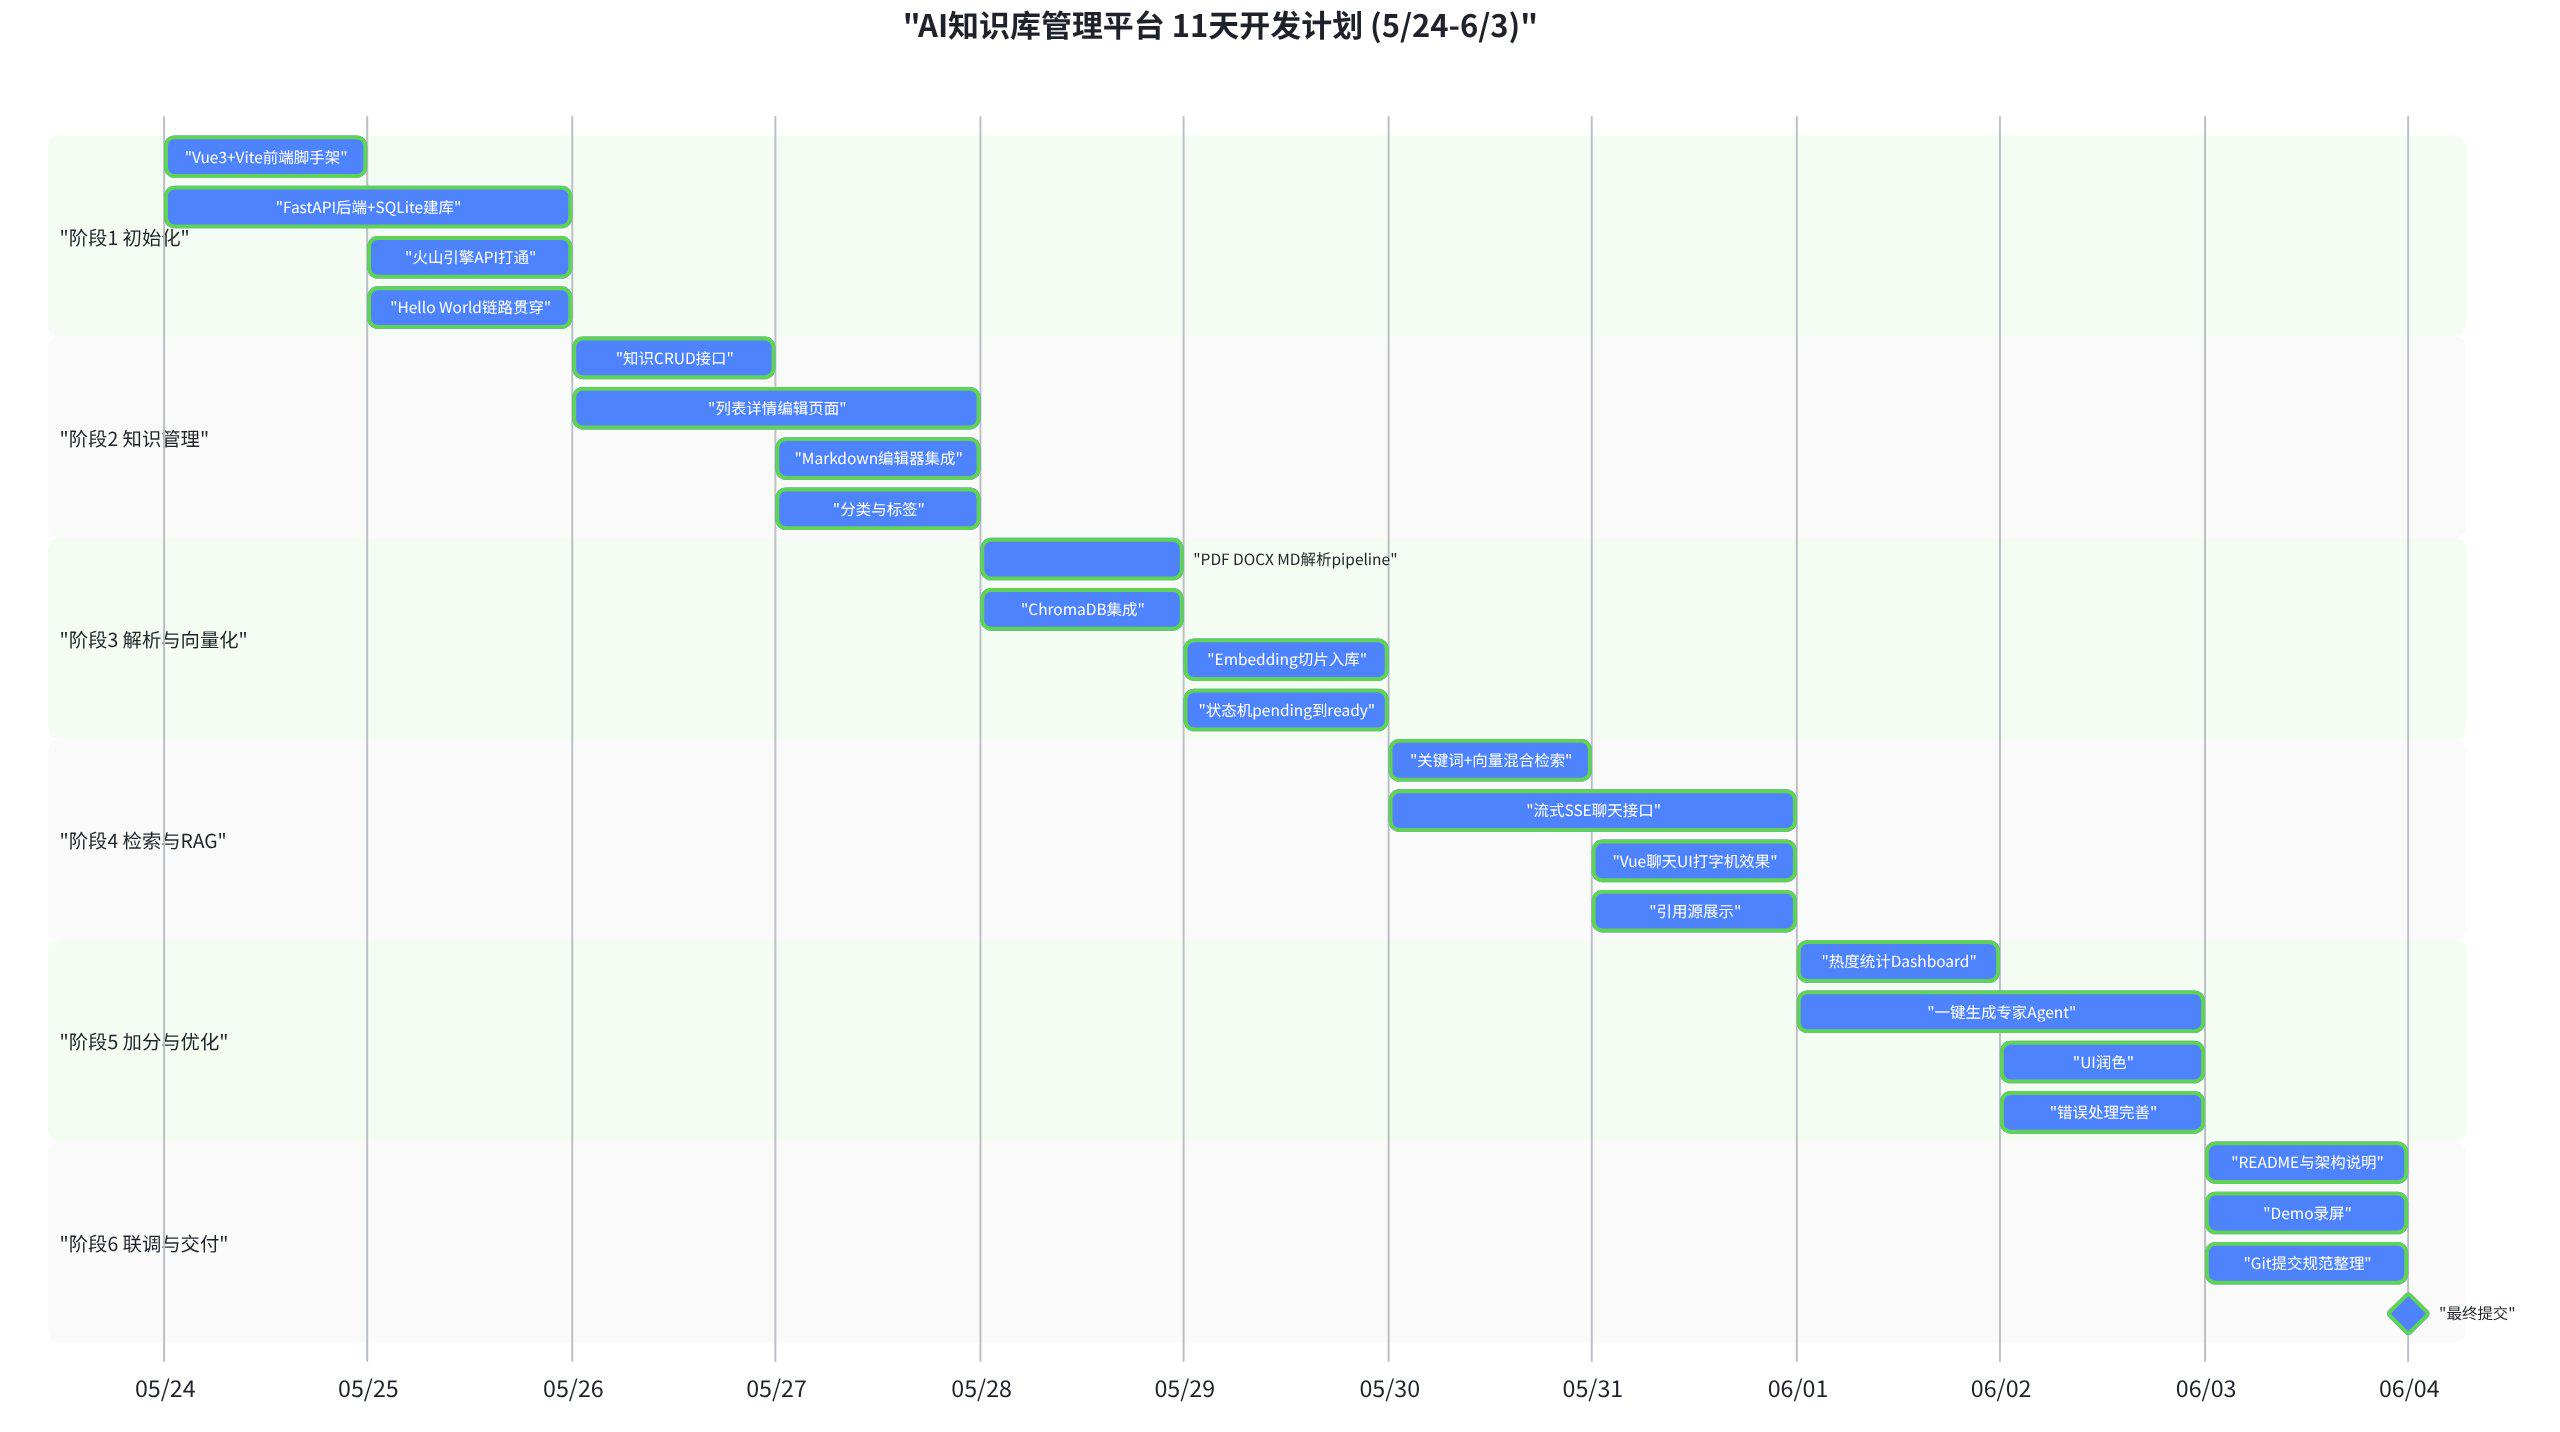 "AI知识库管理平台 11天开发计划 (5/24-6/3)"
"阶段1 初始化"
"Vue3+Vite前端脚手架"
"FastAPI后端+SQLite建库"
"火山引擎API打通"
"Hello World链路贯穿"
"阶段2 知识管理"
"知识CRUD接口"
"列表详情编辑页面"
"Markdown编辑器集成"
"分类与标签"
"阶段3 解析与向量化"
"PDF DOCX MD解析pipeline"
"ChromaDB集成"
"Embedding切片入库"
"状态机pending到ready"
"阶段4 检索与RAG"
"关键词+向量混合检索"
"流式SSE聊天接口"
"Vue聊天UI打字机效果"
"引用源展示"
"阶段5 加分与优化"
"热度统计Dashboard"
"一键生成专家Agent"
"UI润色"
"错误处理完善"
"阶段6 联调与交付"
"README与架构说明"
"Demo录屏"
"Git提交规范整理"
"最终提交"
05/24 05/25 05/26 05/27 05/28 05/29 05/30 05/31 06/01 06/02 06/03 06/04